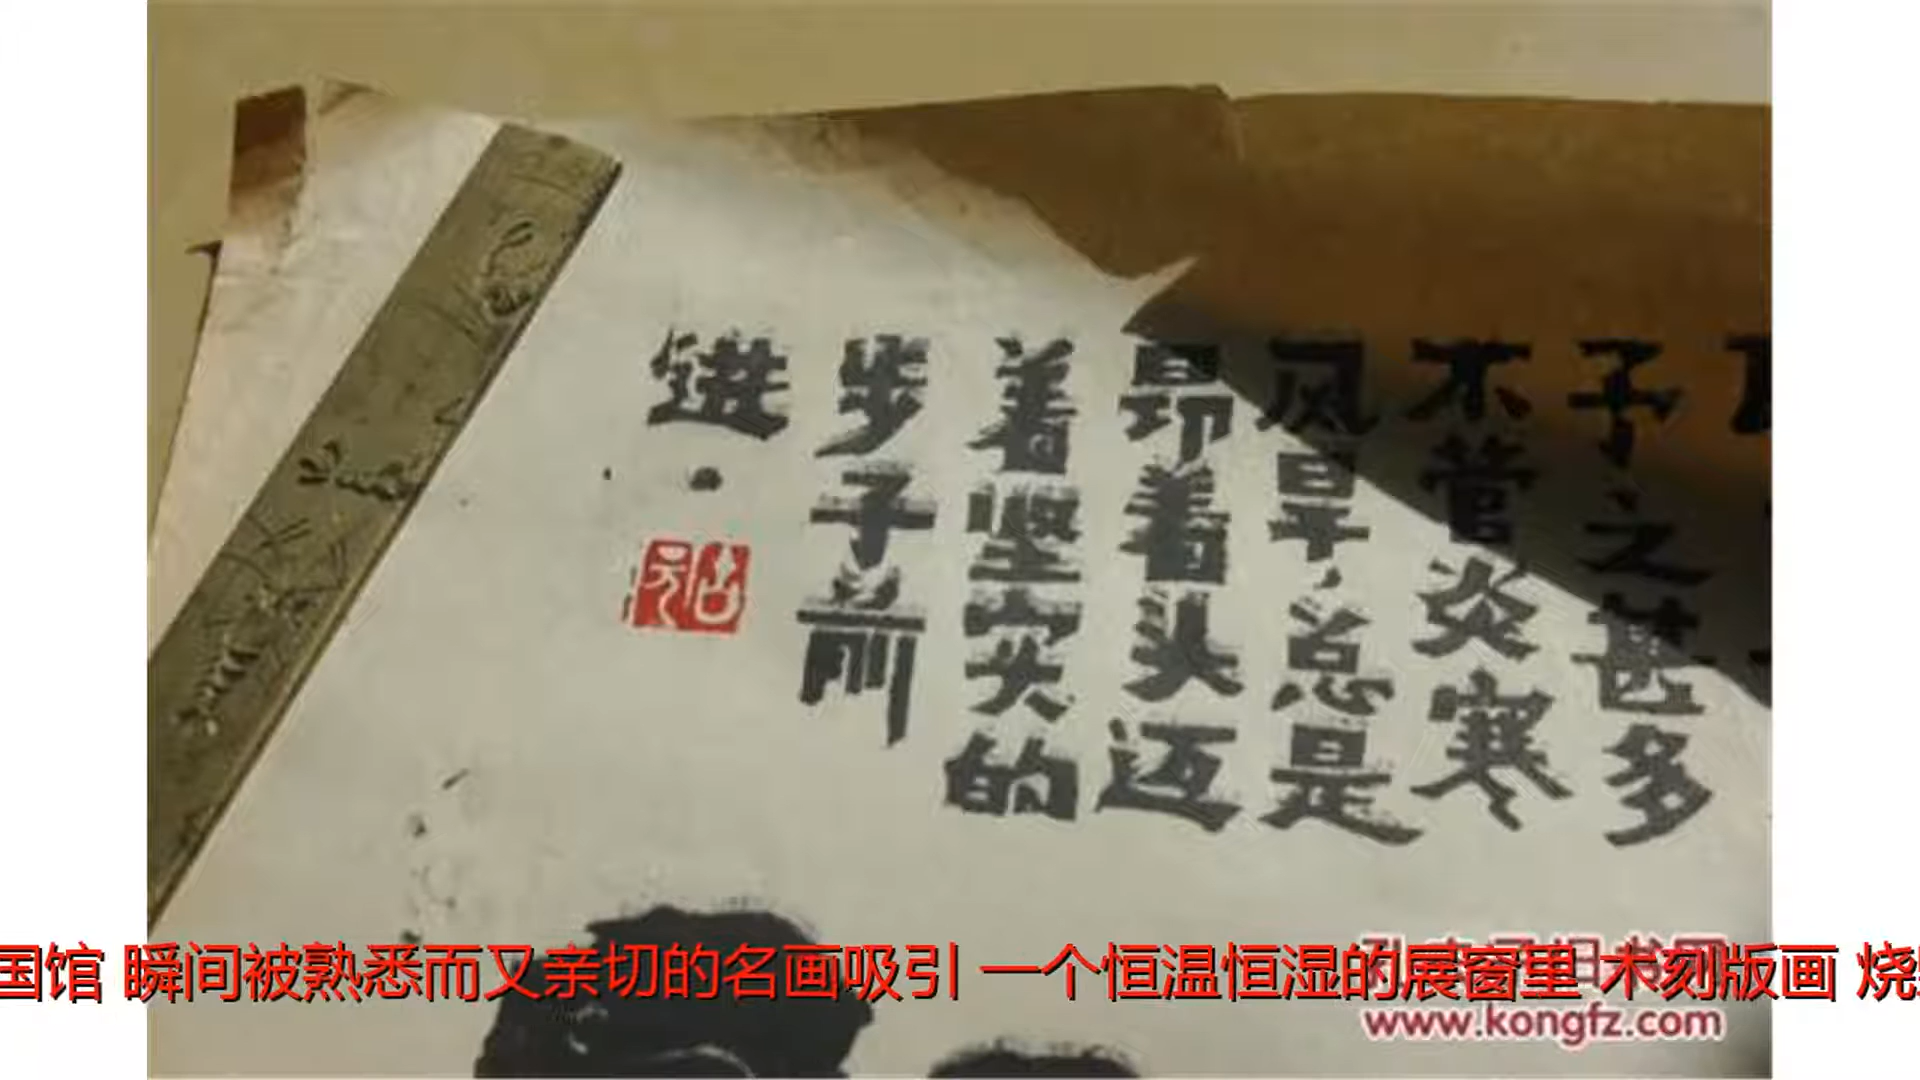 子之甚多
不管炎寒
风旱，总是
昂着头迈
着坚实的
步子前
进.
古元
国馆 瞬间被熟悉而又亲切的名画吸引 一个恒温恒湿的展窗里 木刻版画
www.kongfz.com